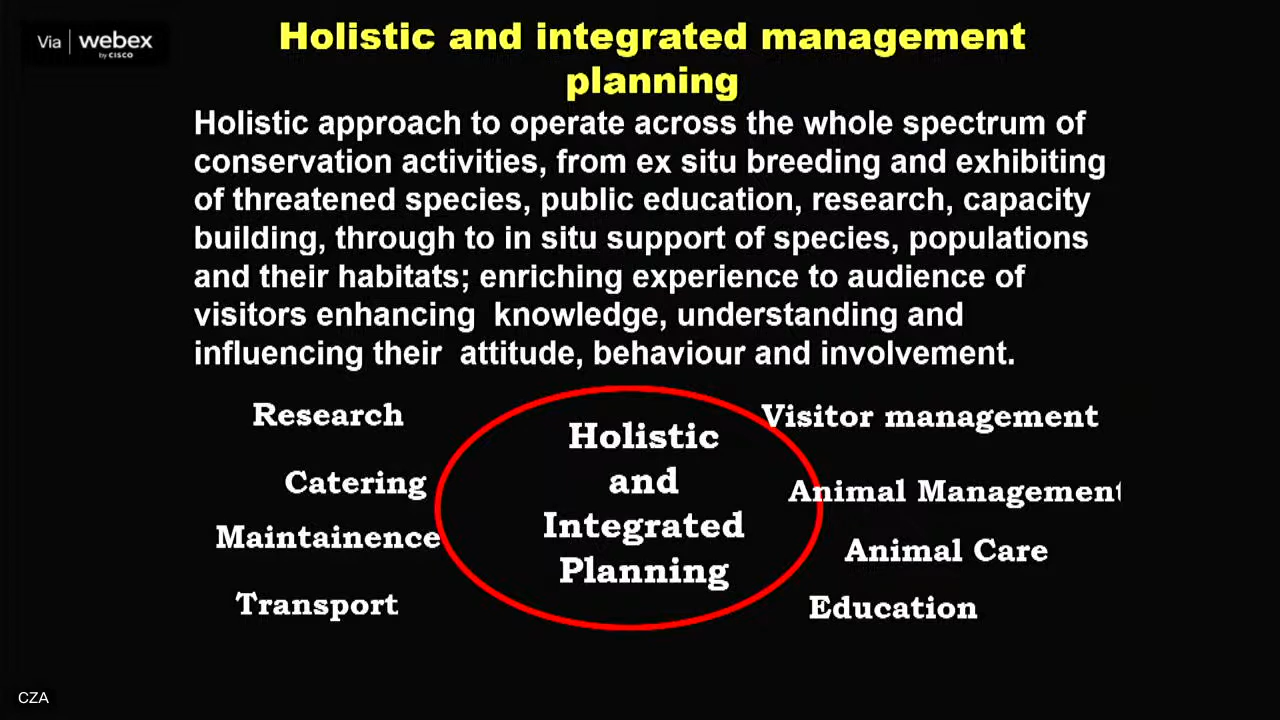 Via | webex
by CISCO
Holistic and integrated management
planning
Holistic approach to operate across the whole spectrum of
conservation activities, from ex situ breeding and exhibiting
of threatened species, public education, research, capacity
building, through to in situ support of species, populations
and their habitats; enriching experience to audience of
visitors enhancing knowledge, understanding and
influencing their attitude, behaviour and involvement.
Research
Catering
Maintainence
Transport
Holistic
and
Integrated
Planning
Visitor management
Animal Management
Animal Care
Education
CZA